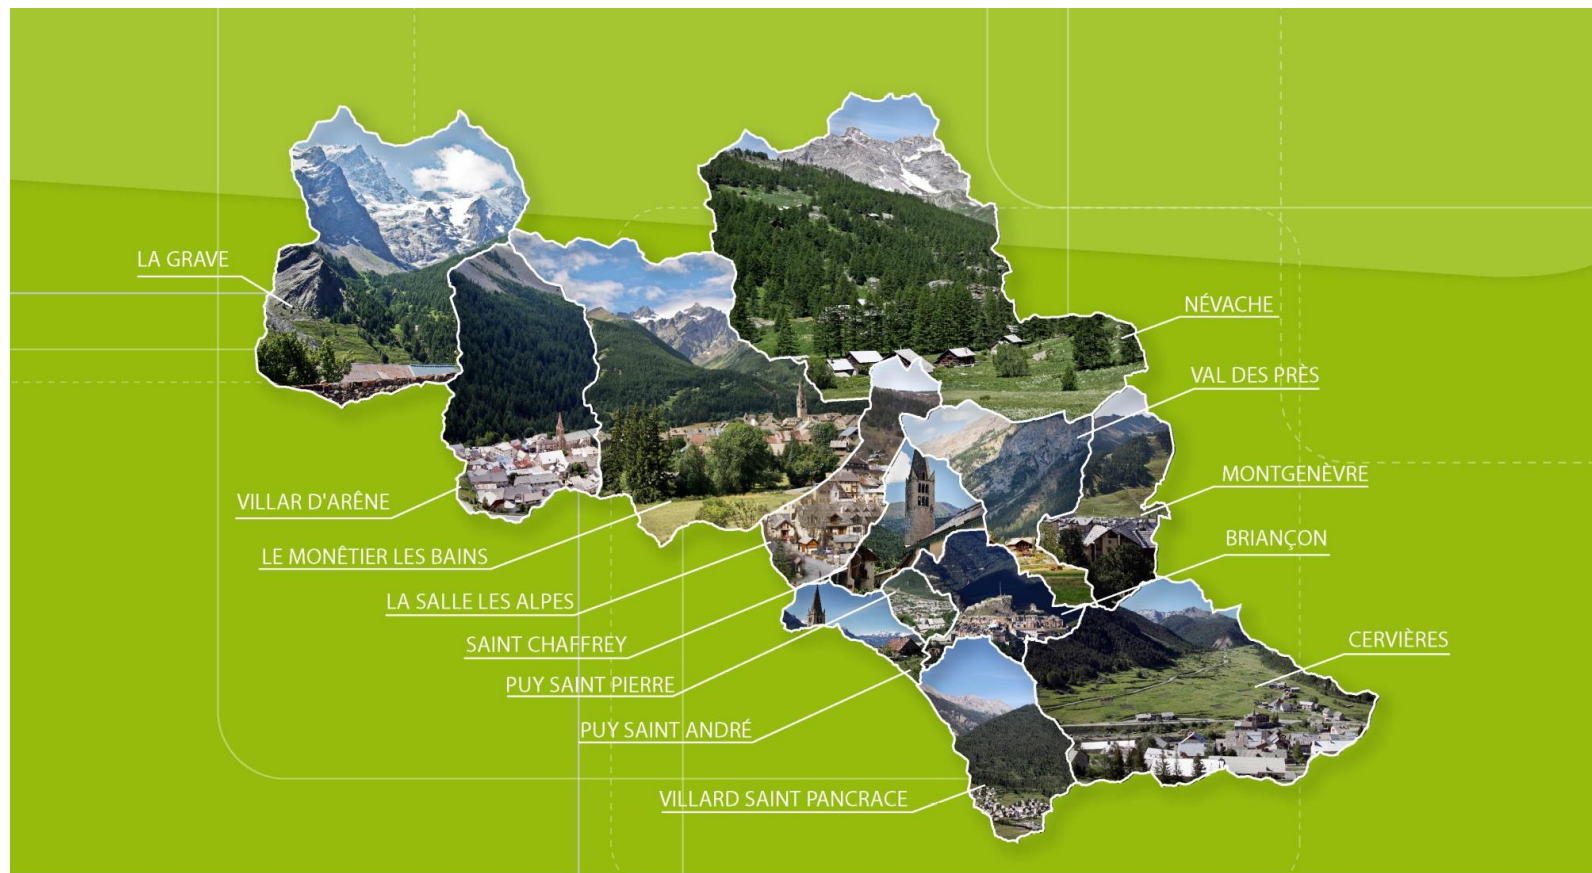 LA GRAVE
NÉVACHE
VAL DES PRÈS
MONTGENÈVRE
VILLAR D'ARÊNE
BRIANÇON
LE MONÊTIER LES BAINS
LA SALLE LES ALPES
SAINT CHAFFREY
CERVIÈRES
PUY SAINT PIERRE
PUY SAINT ANDRÉ
VILLARD SAINT PANCRACE